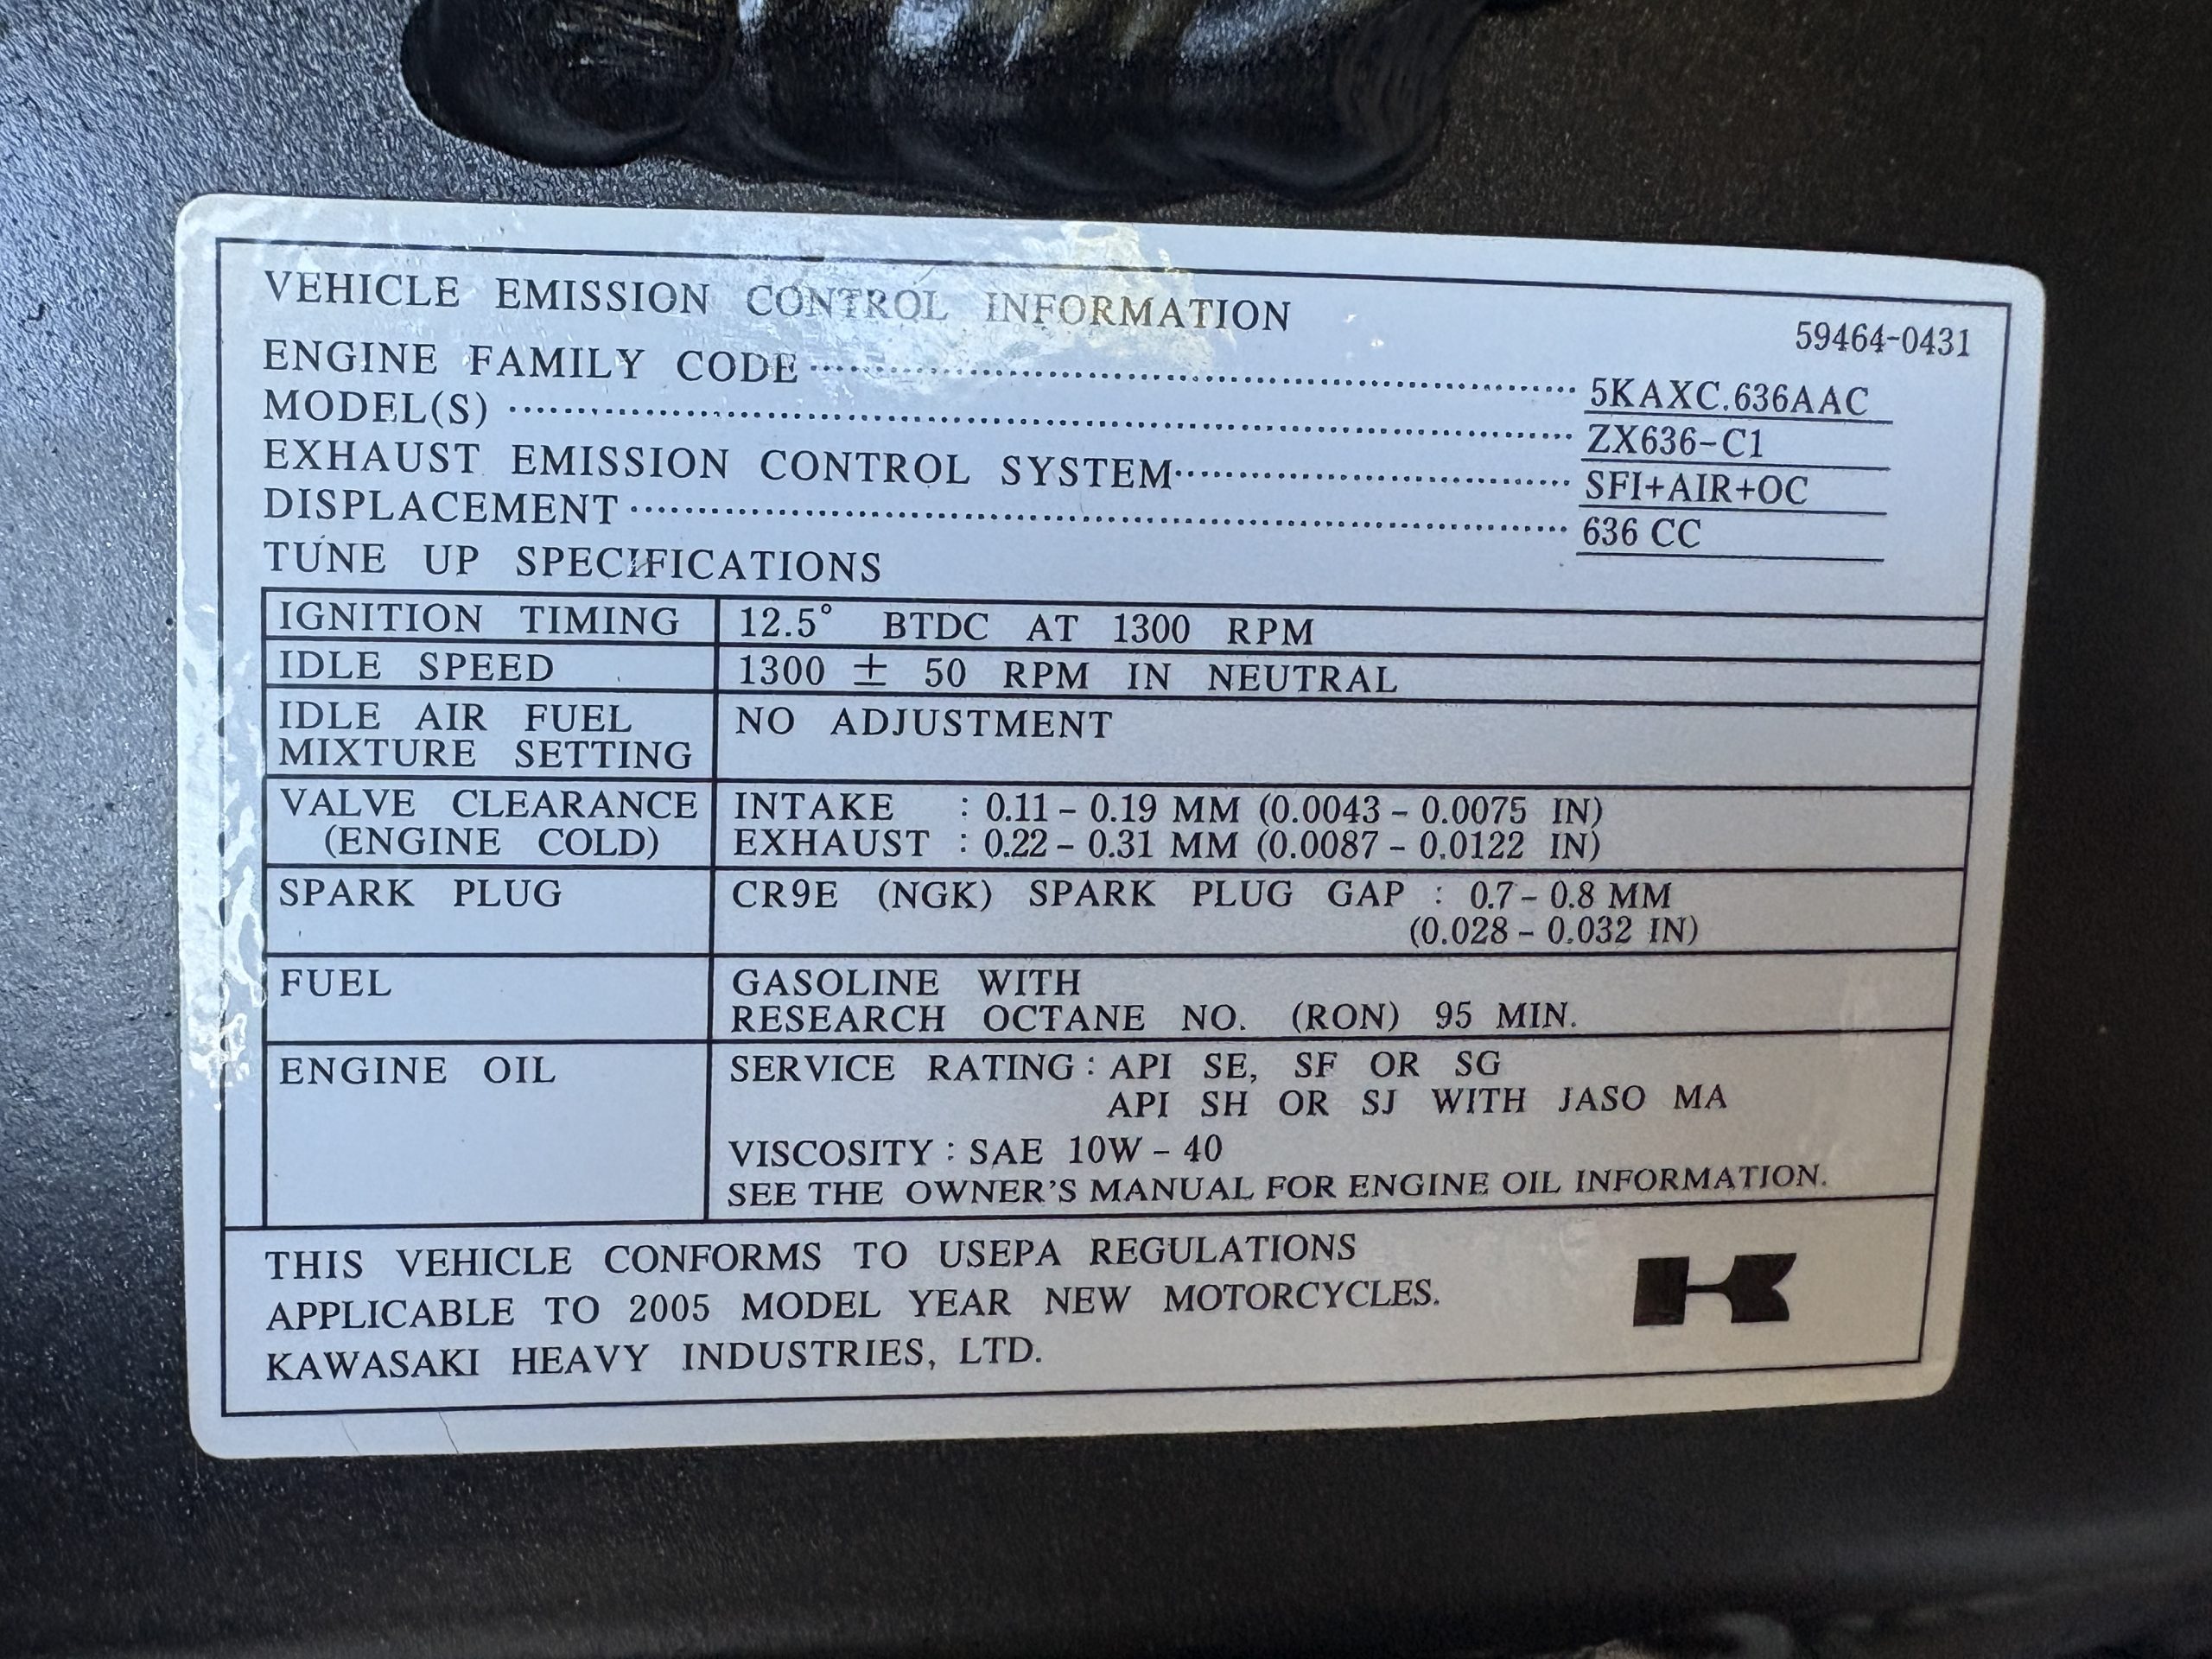 VEHICLE EMISSION CONTROL INFORMATION
59464-0431
ENGINE FAMILY CODE 5KAXC.636AAC
MODEL(S) ZX636-C1
EXHAUST EMISSION CONTROL SYSTEM SFI+AIR+OC
DISPLACEMENT 636 CC
TUNE UP SPECIFICATIONS
IGNITION TIMING 12.5° BTDC AT 1300 RPM
IDLE SPEED 1300 ± 50 RPM IN NEUTRAL
IDLE AIR FUEL NO ADJUSTMENT
MIXTURE SETTING
VALVE CLEARANCE INTAKE : 0.11 - 0.19 MM (0.0043 - 0.0075 IN)
(ENGINE COLD) EXHAUST : 0.22 - 0.31 MM (0.0087 - 0.0122 IN)
SPARK PLUG CR9E (NGK) SPARK PLUG GAP : 0.7 - 0.8 MM
(0.028 - 0.032 IN)
FUEL GASOLINE WITH
RESEARCH OCTANE NO. (RON) 95 MIN.
ENGINE OIL SERVICE RATING : API SE, SF OR SG
API SH OR SJ WITH JASO MA
VISCOSITY : SAE 10W - 40
SEE THE OWNER'S MANUAL FOR ENGINE OIL INFORMATION.
THIS VEHICLE CONFORMS TO USEPA REGULATIONS
APPLICABLE TO 2005 MODEL YEAR NEW MOTORCYCLES.
KAWASAKI HEAVY INDUSTRIES, LTD.